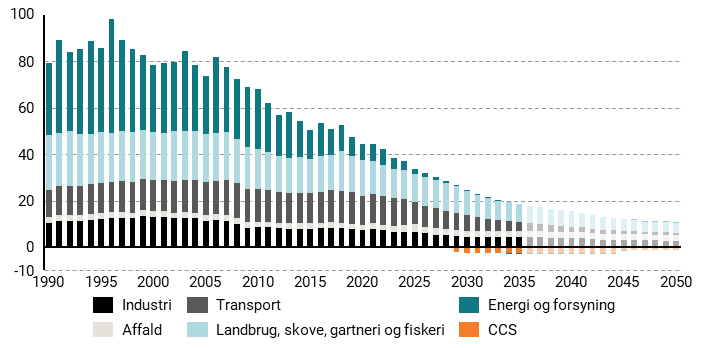 100
80
60
40
20
0
-10
1990 1995 2000 2005 2010 2015 2020 2025 2030 2035 2040 2045 2050
Industri Transport Energi og forsyning
Affald Landbrug, skove, gartneri og fiskeri CCS